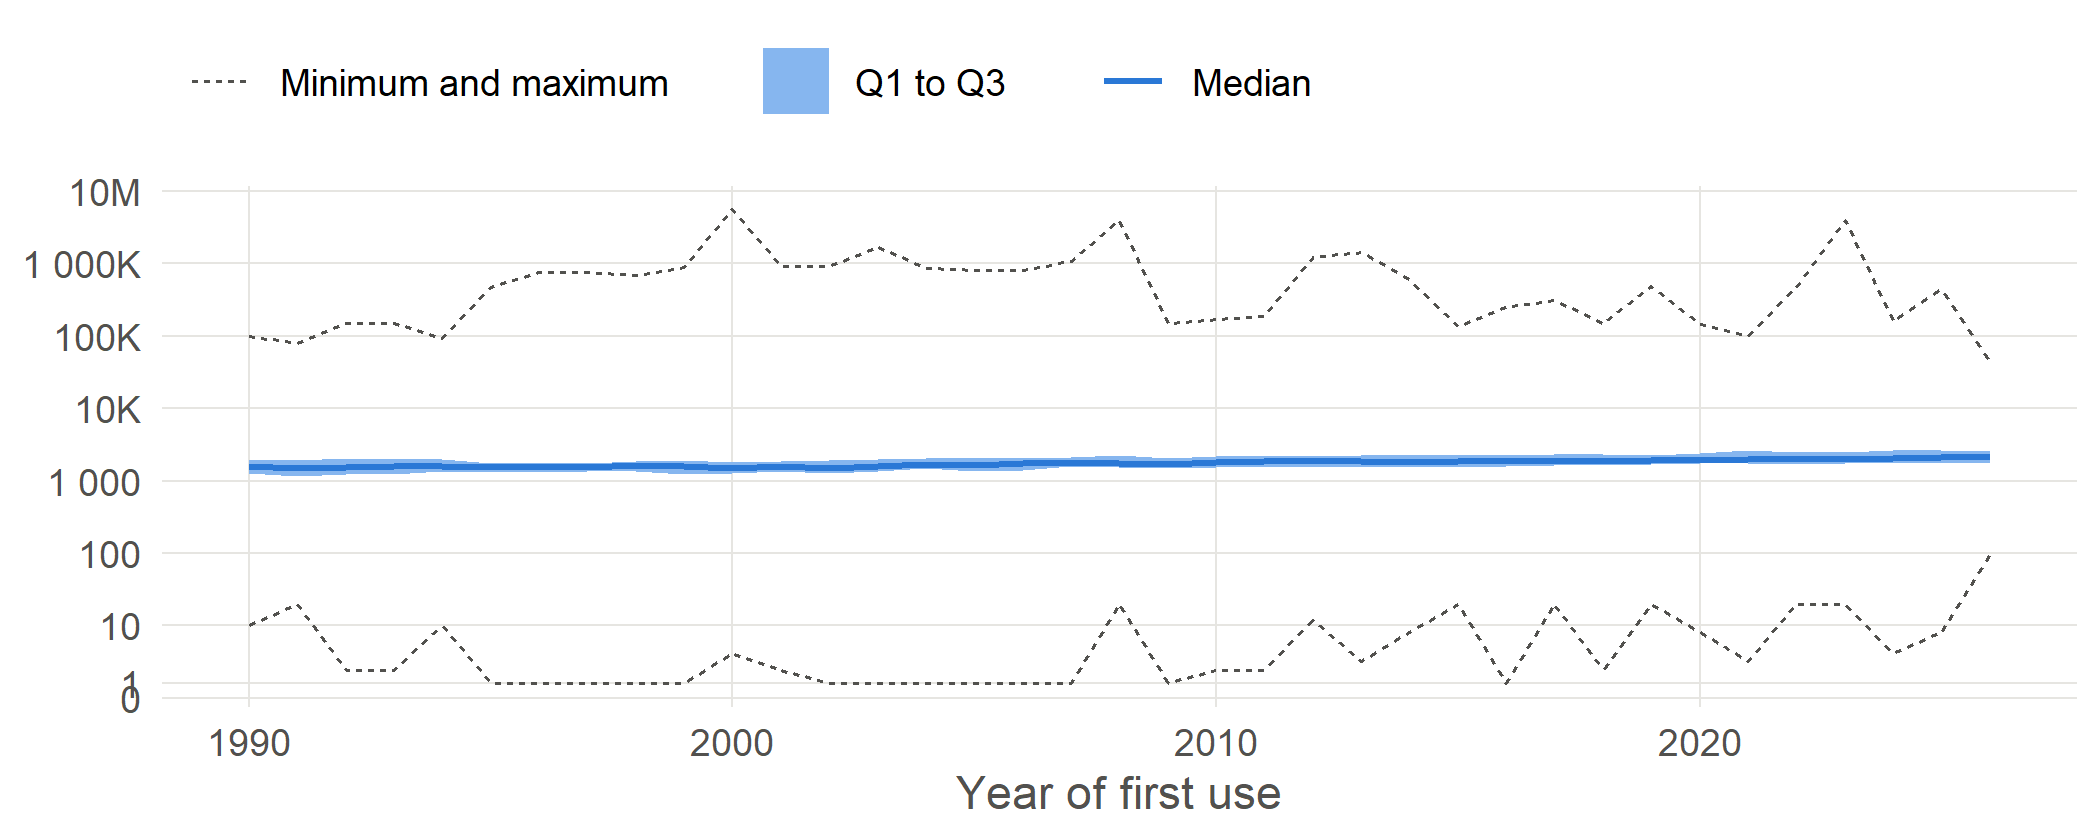 Minimum and maximum Q1 to Q3 Median
10M
1 000K
100K
10K
1 000
100
10
1
0
1990 2000 2010 2020
Year of first use